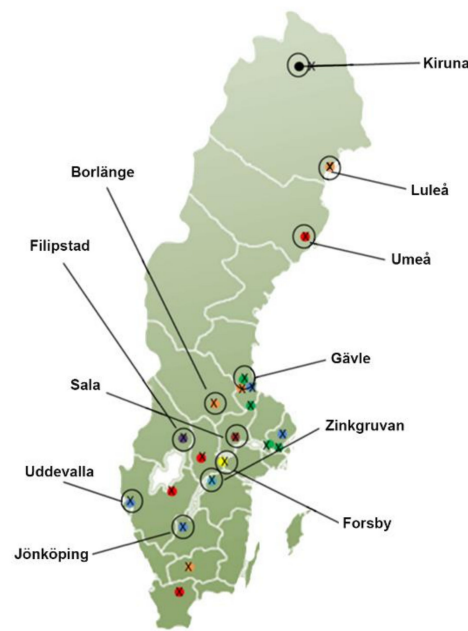 Kiruna
Luleå
Borlänge
Umeå
Filipstad
Gävle
Sala
Zinkgruvan
Uddevalla
Forsby
Jönköping